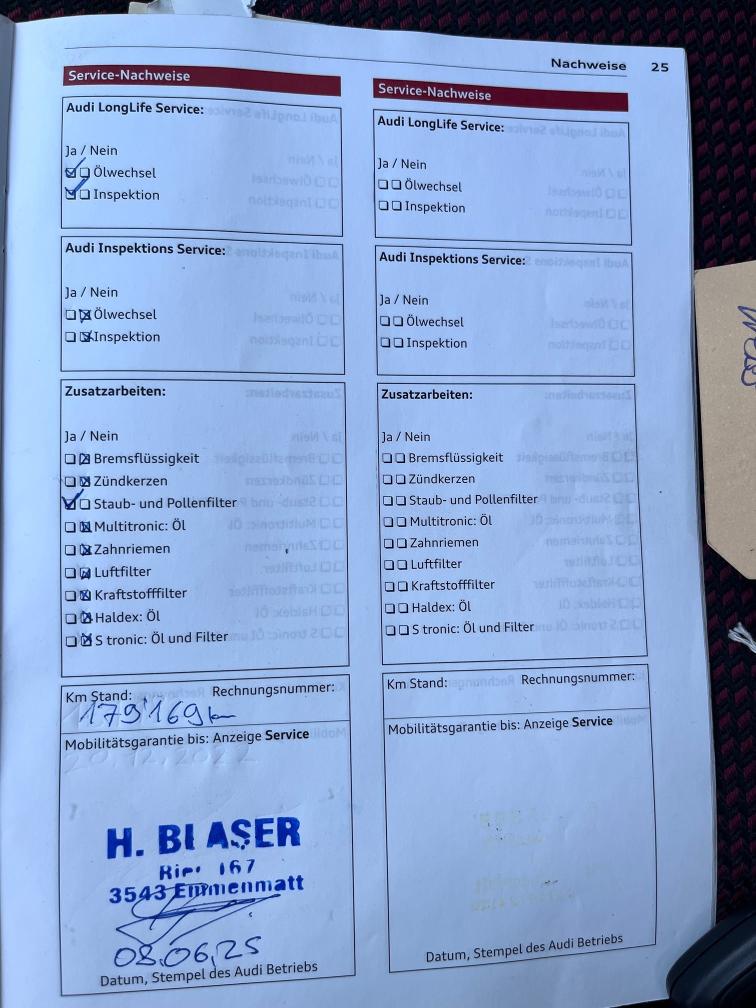 Nachweise 25
Service-Nachweise
Audi LongLife Service:
Ja / Nein
Ölwechsel
Inspektion
Audi Inspektions Service:
Ja / Nein
Ölwechsel
Inspektion
Zusatzarbeiten:
Ja / Nein
Bremsflüssigkeit
Zündkerzen
Staub- und Pollenfilter
Multitronic: Öl
Zahnriemen
Luftfilter
Kraftstofffilter
Haldex: Öl
S tronic: Öl und Filter
Km Stand: Rechnungsnummer:
179'169 km
Mobilitätsgarantie bis: Anzeige Service
H. BLASER
167
3543 Emmenmatt
08.06.25
Datum, Stempel des Audi Betriebs
Service-Nachweise
Audi LongLife Service:
Ja / Nein
Ölwechsel
Inspektion
Audi Inspektions Service:
Ja / Nein
Ölwechsel
Inspektion
Zusatzarbeiten:
Ja / Nein
Bremsflüssigkeit
Zündkerzen
Staub- und Pollenfilter
Multitronic: Öl
Zahnriemen
Luftfilter
Kraftstofffilter
Haldex: Öl
S tronic: Öl und Filter
Km Stand: Rechnungsnummer:
Mobilitätsgarantie bis: Anzeige Service
Datum, Stempel des Audi Betriebs